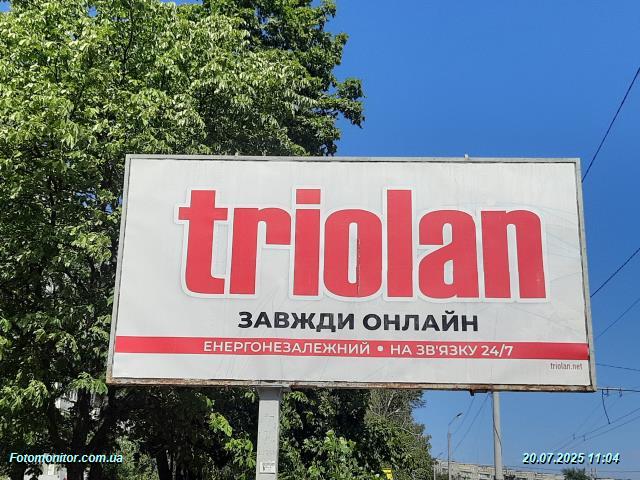 triolan
ЗАВЖДИ ОНЛАЙН
ЕНЕРГОНЕЗАЛЕЖНИЙ • НА ЗВ'ЯЗКУ 24/7
triolan.net
Fotomonitor.com.ua
20.07.2025 11:04